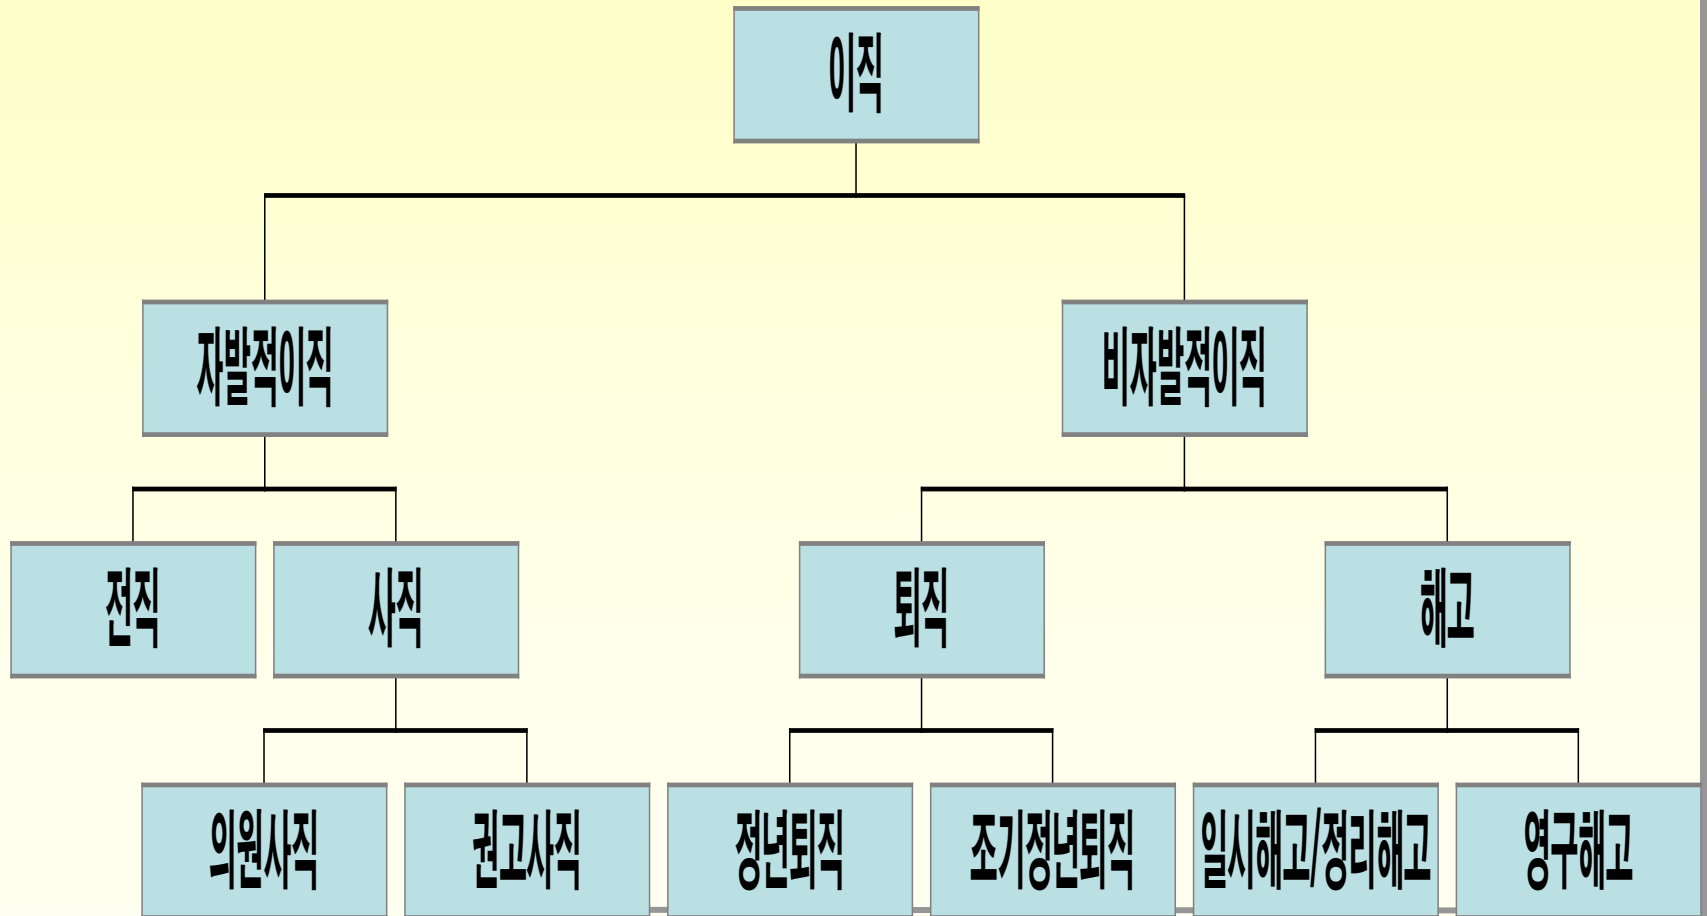 이직
자발적이직
비자발적이직
전직
사직
퇴직
해고
의원사직
권고사직
정년퇴직
조기정년퇴직
일시해고/정리해고
영구해고